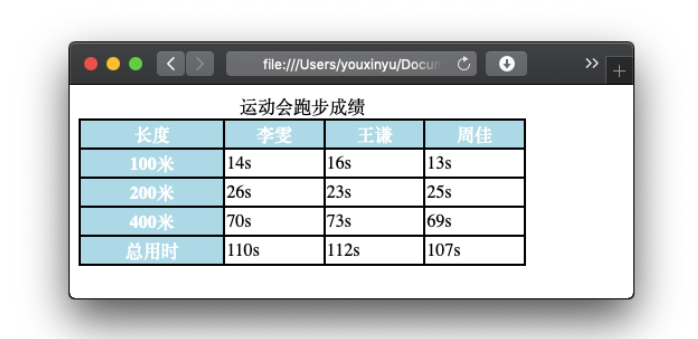 file:///Users/youxinyu/Docum
运动会跑步成绩
长度 李雯 王谦 周佳
100米 14s 16s 13s
200米 26s 23s 25s
400米 70s 73s 69s
总用时 110s 112s 107s